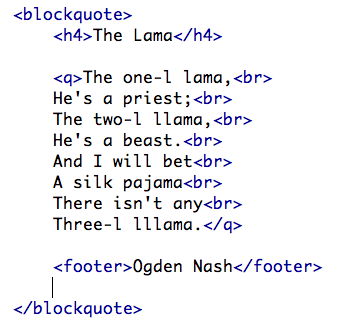 <blockquote>
<h4>The Lama</h4>
<q>The one-l lama,<br>
He's a priest;<br>
The two-l llama,<br>
He's a beast.<br>
And I will bet<br>
A silk pajama<br>
There isn't any<br>
Three-l lllama.</q>
<footer>Ogden Nash</footer>
</blockquote>